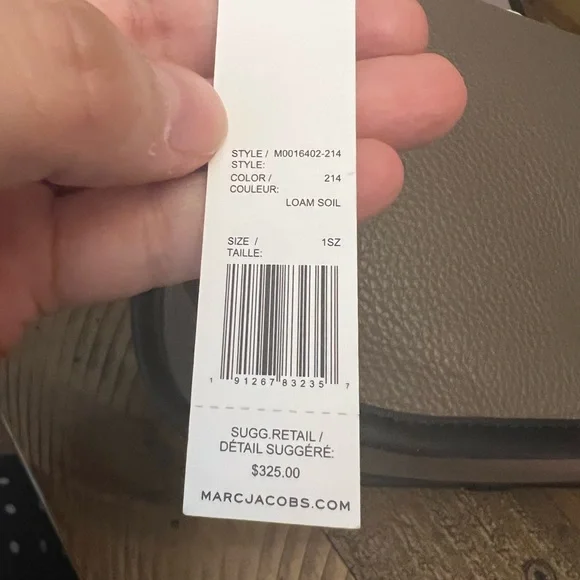 STYLE / M0016402-214
STYLE:
COLOR / 214
COULEUR:
LOAM SOIL
SIZE / 1SZ
TAILLE:
1 91267 83235 7
SUGG.RETAIL /
DÉTAIL SUGGÉRÉ:
$325.00
MARCJACOBS.COM